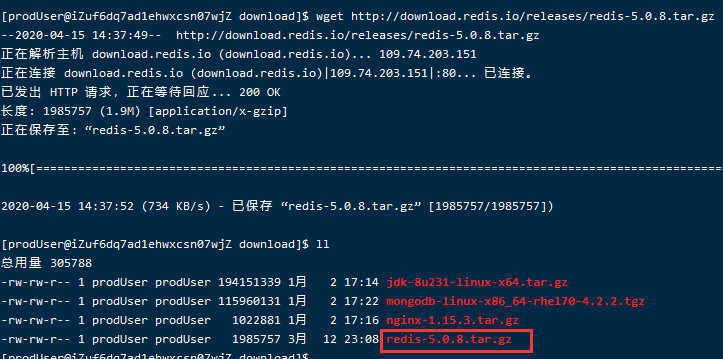 [prodUser@iZuf6dq7ad1ehwxcsn07wjZ download]$ wget http://download.redis.io/releases/redis-5.0.8.tar.gz
--2020-04-15 14:37:49--  http://download.redis.io/releases/redis-5.0.8.tar.gz
正在解析主机 download.redis.io (download.redis.io)... 109.74.203.151
正在连接 download.redis.io (download.redis.io)|109.74.203.151|:80... 已连接。
已发出 HTTP 请求，正在等待回应... 200 OK
长度：1985757 (1.9M) [application/x-gzip]
正在保存至: “redis-5.0.8.tar.gz”
100%[=====================================================================================
2020-04-15 14:37:52 (734 KB/s) - 已保存 “redis-5.0.8.tar.gz” [1985757/1985757])
[prodUser@iZuf6dq7ad1ehwxcsn07wjZ download]$ ll
总用量 305788
-rw-rw-r-- 1 prodUser prodUser 194151339 1月   2 17:14 jdk-8u231-linux-x64.tar.gz
-rw-rw-r-- 1 prodUser prodUser 115960131 1月   2 17:22 mongodb-linux-x86_64-rhel70-4.2.2.tgz
-rw-rw-r-- 1 prodUser prodUser   1022881 1月   2 17:16 nginx-1.15.3.tar.gz
-rw-rw-r-- 1 prodUser prodUser   1985757 3月  12 23:08 redis-5.0.8.tar.gz